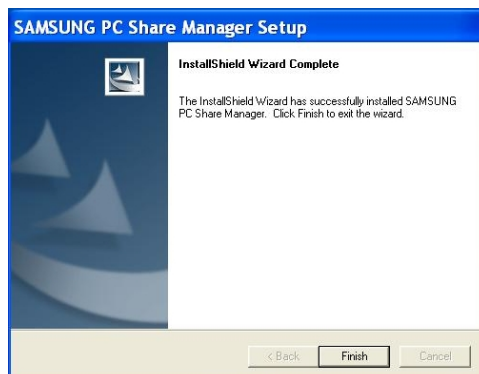 SAMSUNG PC Share Manager Setup
InstallShield Wizard Complete
The InstallShield Wizard has successfully installed SAMSUNG
PC Share Manager. Click Finish to exit the wizard.
< Back Finish Cancel